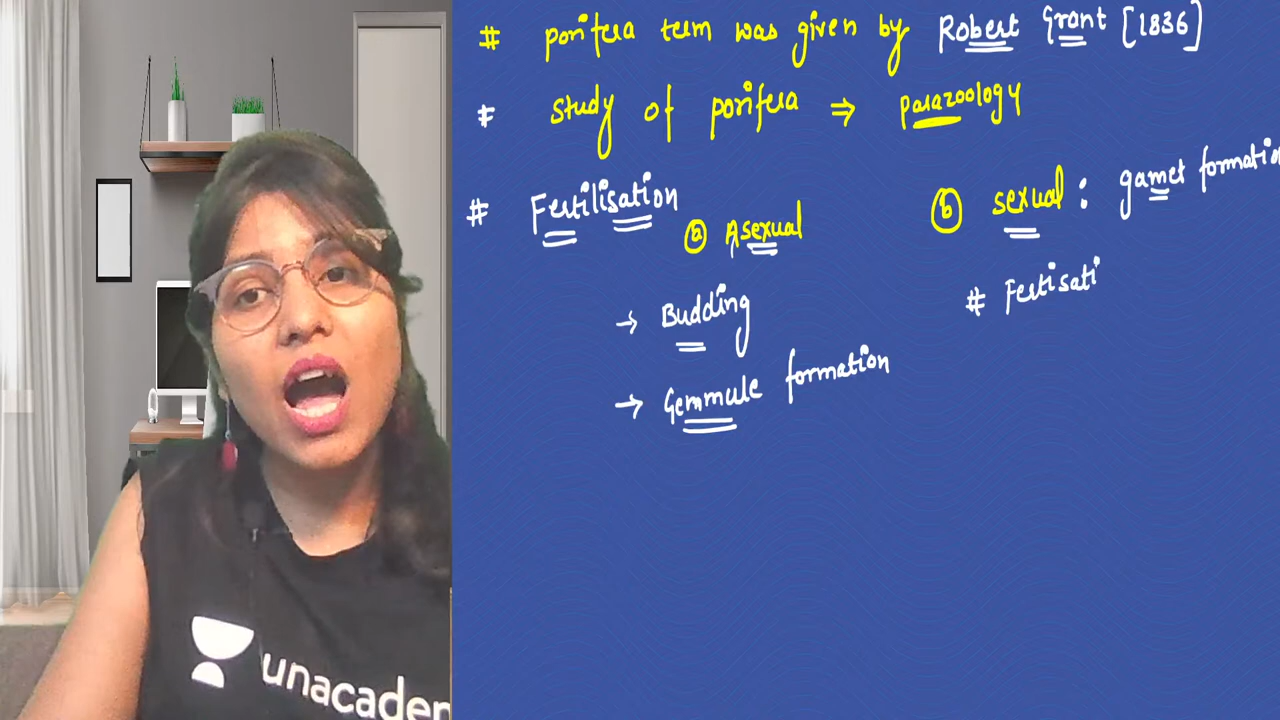 # porifera term was given by Robert Grant [1836]
# study of porifera ⇒ parazoology
# Fertilisation
ⓐ Asexual
→ Budding
→ Gemmule formation
ⓑ sexual : gamet formation
# Fertisati
unacadem